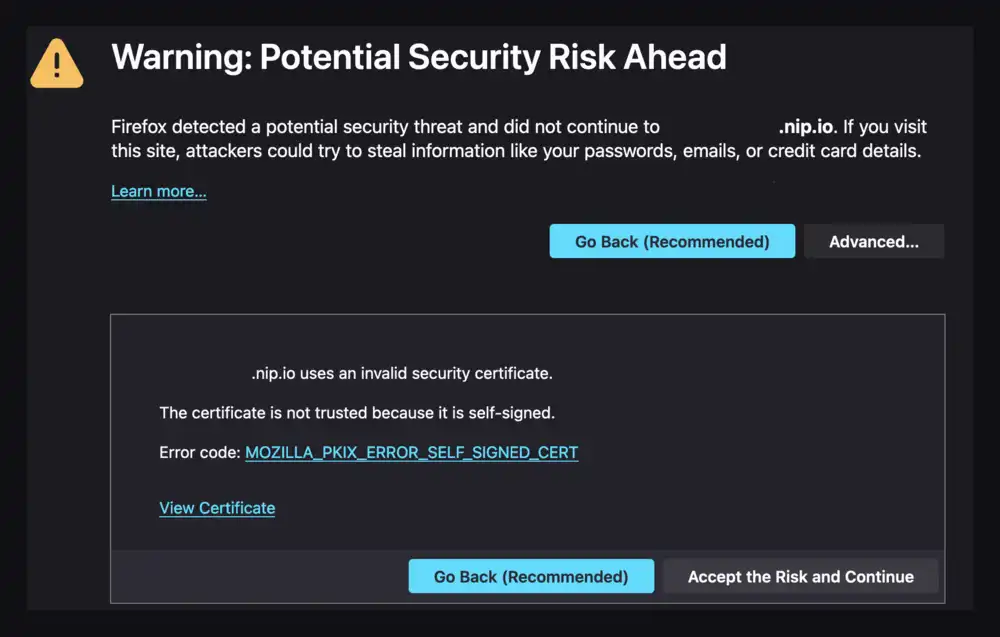 Warning: Potential Security Risk Ahead
Firefox detected a potential security threat and did not continue to .nip.io. If you visit
this site, attackers could try to steal information like your passwords, emails, or credit card details.
Learn more...
Go Back (Recommended) Advanced...
.nip.io uses an invalid security certificate.
The certificate is not trusted because it is self-signed.
Error code: MOZILLA_PKIX_ERROR_SELF_SIGNED_CERT
View Certificate
Go Back (Recommended) Accept the Risk and Continue